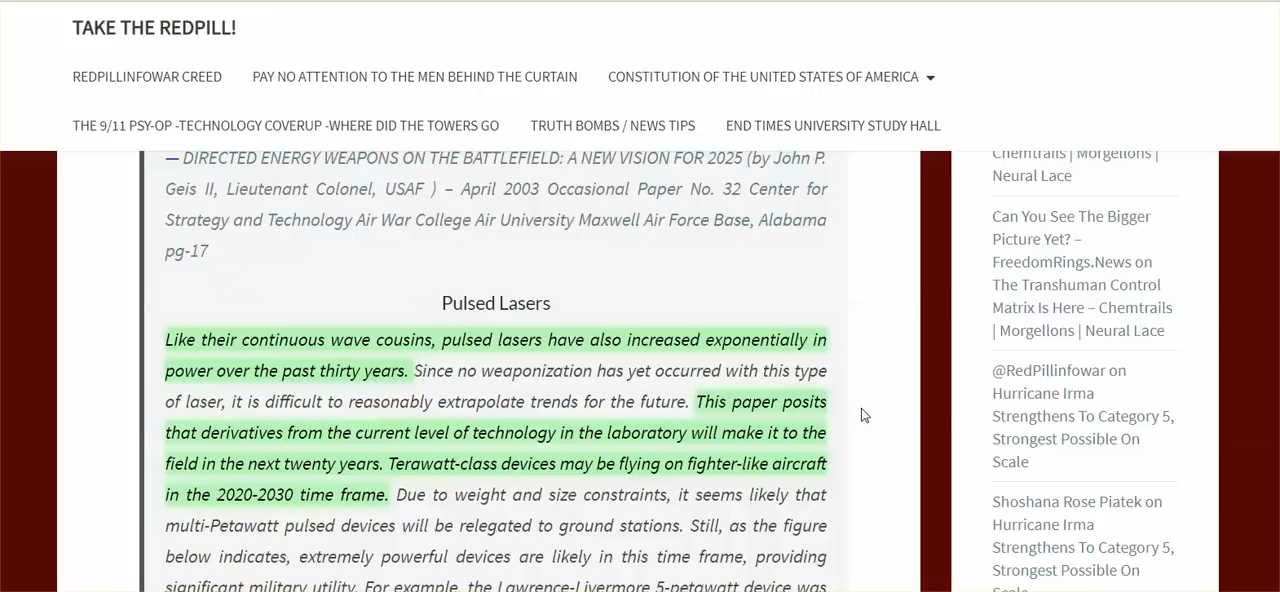 TAKE THE REDPILL!
REDPILLINFOWAR CREED
PAY NO ATTENTION TO THE MEN BEHIND THE CURTAIN
CONSTITUTION OF THE UNITED STATES OF AMERICA
THE 9/11 PSY-OP -TECHNOLOGY COVERUP -WHERE DID THE TOWERS GO
TRUTH BOMBS / NEWS TIPS
END TIMES UNIVERSITY STUDY HALL
— DIRECTED ENERGY WEAPONS ON THE BATTLEFIELD: A NEW VISION FOR 2025 (by John P.
Geis II, Lieutenant Colonel, USAF ) – April 2003 Occasional Paper No. 32 Center for
Strategy and Technology Air War College Air University Maxwell Air Force Base, Alabama
pg-17
Pulsed Lasers
Like their continuous wave cousins, pulsed lasers have also increased exponentially in
power over the past thirty years. Since no weaponization has yet occurred with this type
of laser, it is difficult to reasonably extrapolate trends for the future. This paper posits
that derivatives from the current level of technology in the laboratory will make it to the
field in the next twenty years. Terawatt-class devices may be flying on fighter-like aircraft
in the 2020-2030 time frame. Due to weight and size constraints, it seems likely that
multi-Petawatt pulsed devices will be relegated to ground stations. Still, as the figure
below indicates, extremely powerful devices are likely in this time frame, providing
significant military utility. For example, the Lawrence-Livermore 5-petawatt device was
Chemtrails | Morgellons |
Neural Lace
Can You See The Bigger
Picture Yet? –
FreedomRings.News on
The Transhuman Control
Matrix Is Here – Chemtrails
| Morgellons | Neural Lace
@RedPillinfowar on
Hurricane Irma
Strengthens To Category 5,
Strongest Possible On
Scale
Shoshana Rose Piatek on
Hurricane Irma
Strengthens To Category 5,
Strongest Possible On
Scale